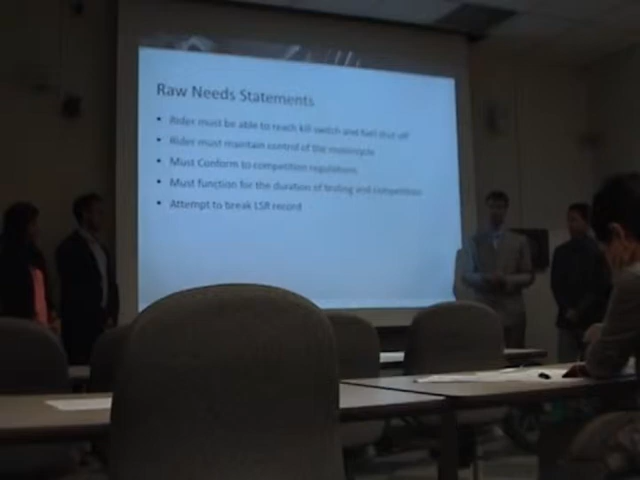 Raw Needs Statements
• Rider must be able to reach kill switch and fuel shut off
• Rider must maintain control of the motorcycle
• Must Conform to competition regulations
• Must function for the duration of testing and competition
• Attempt to break LSR record